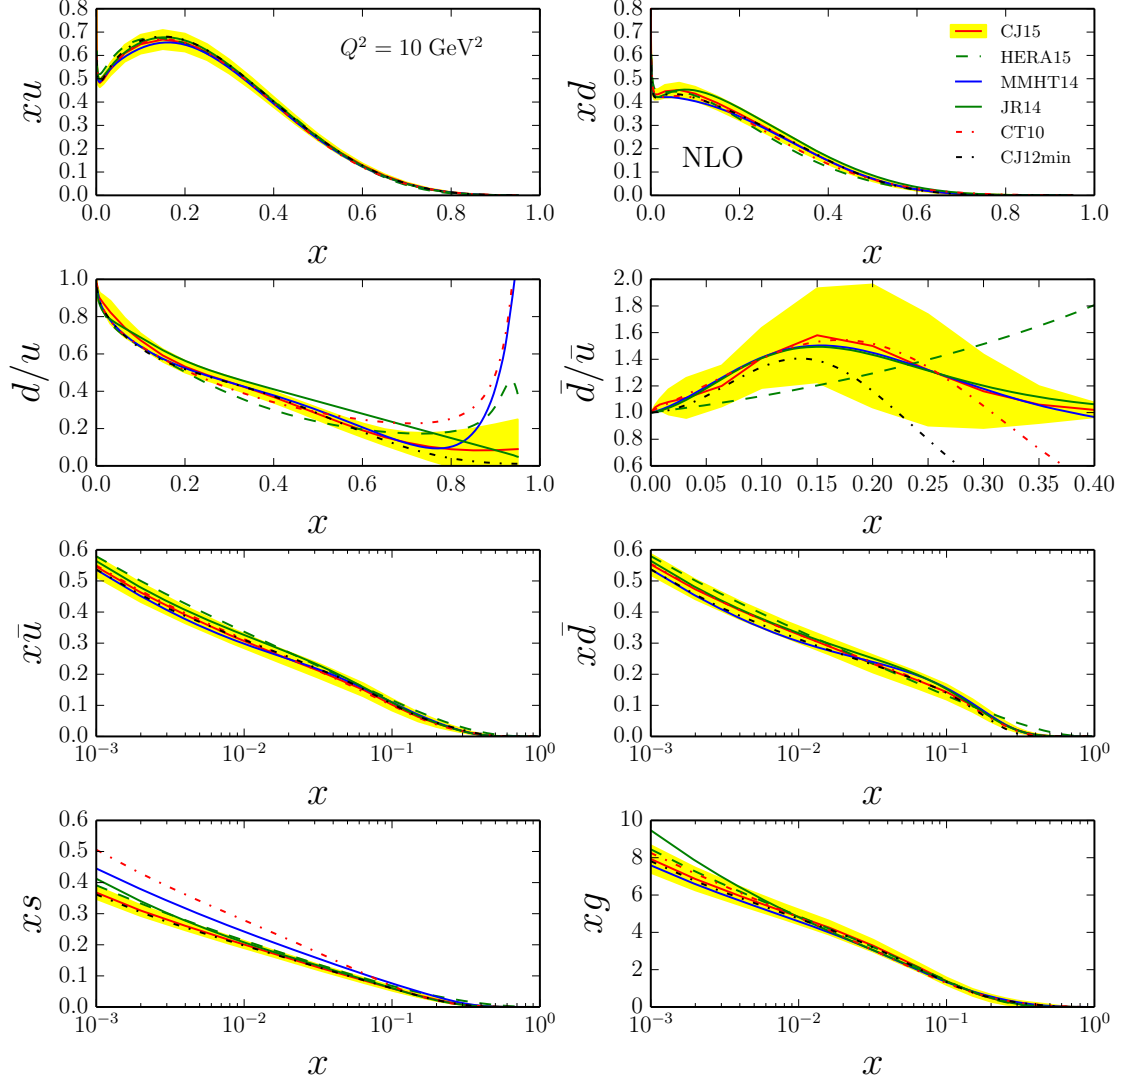 0.8
0.7
0.6
0.5
0.4
0.3
0.2
0.1
0.0
xu
Q² = 10 GeV²
0.0 0.2 0.4 0.6 0.8 1.0
x
0.8
0.7
0.6
0.5
0.4
0.3
0.2
0.1
0.0
xd
NLO
CJ15
HERA15
MMHT14
JR14
CT10
CJ12min
0.0 0.2 0.4 0.6 0.8 1.0
x
1.0
0.8
0.6
0.4
0.2
0.0
d/u
0.0 0.2 0.4 0.6 0.8 1.0
x
2.0
1.8
1.6
1.4
1.2
1.0
0.8
0.6
d̄/ū
0.00 0.05 0.10 0.15 0.20 0.25 0.30 0.35 0.40
x
0.6
0.5
0.4
0.3
0.2
0.1
0.0
xū
10⁻³ 10⁻² 10⁻¹ 10⁰
x
0.6
0.5
0.4
0.3
0.2
0.1
0.0
xd̄
10⁻³ 10⁻² 10⁻¹ 10⁰
x
0.6
0.5
0.4
0.3
0.2
0.1
0.0
xs
10⁻³ 10⁻² 10⁻¹ 10⁰
x
10
8
6
4
2
0
xg
10⁻³ 10⁻² 10⁻¹ 10⁰
x